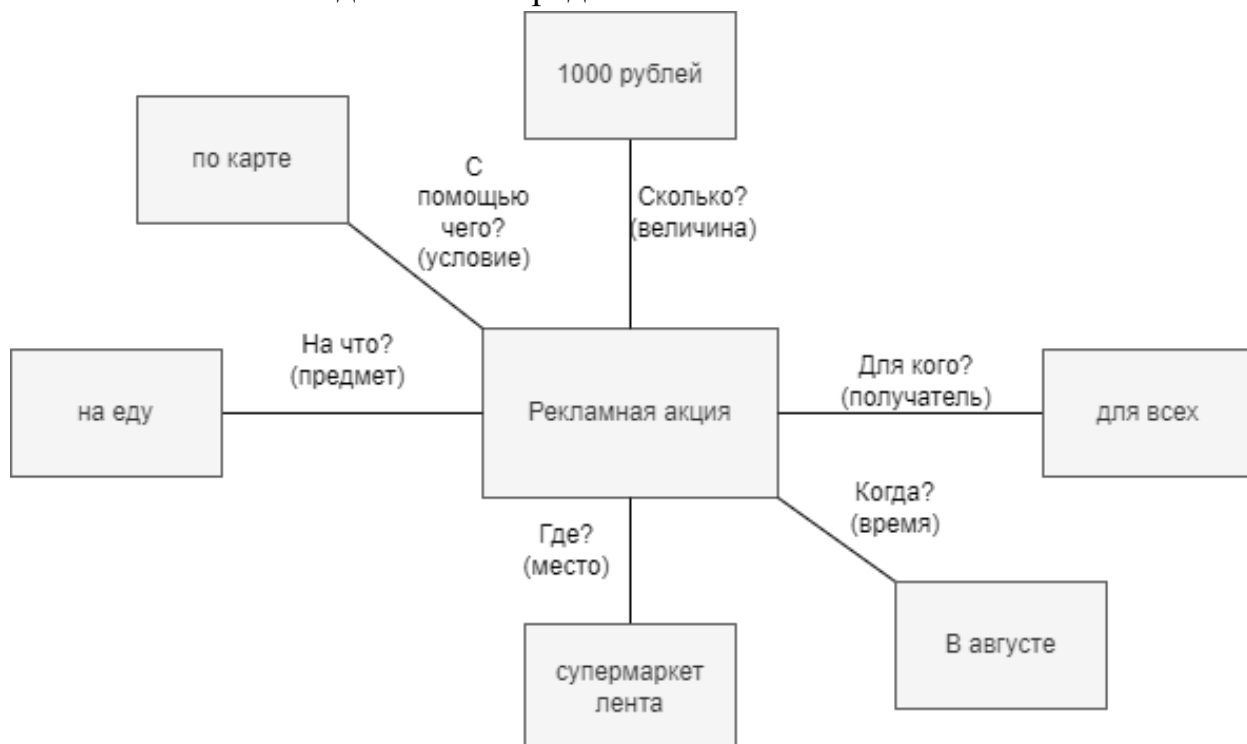 1000 рублей
по карте
С
помощью
чего?
(условие)
Сколько?
(величина)
На что?
(предмет)
Для кого?
(получатель)
на еду
Рекламная акция
для всех
Когда?
(время)
Где?
(место)
В августе
супермаркет
лента